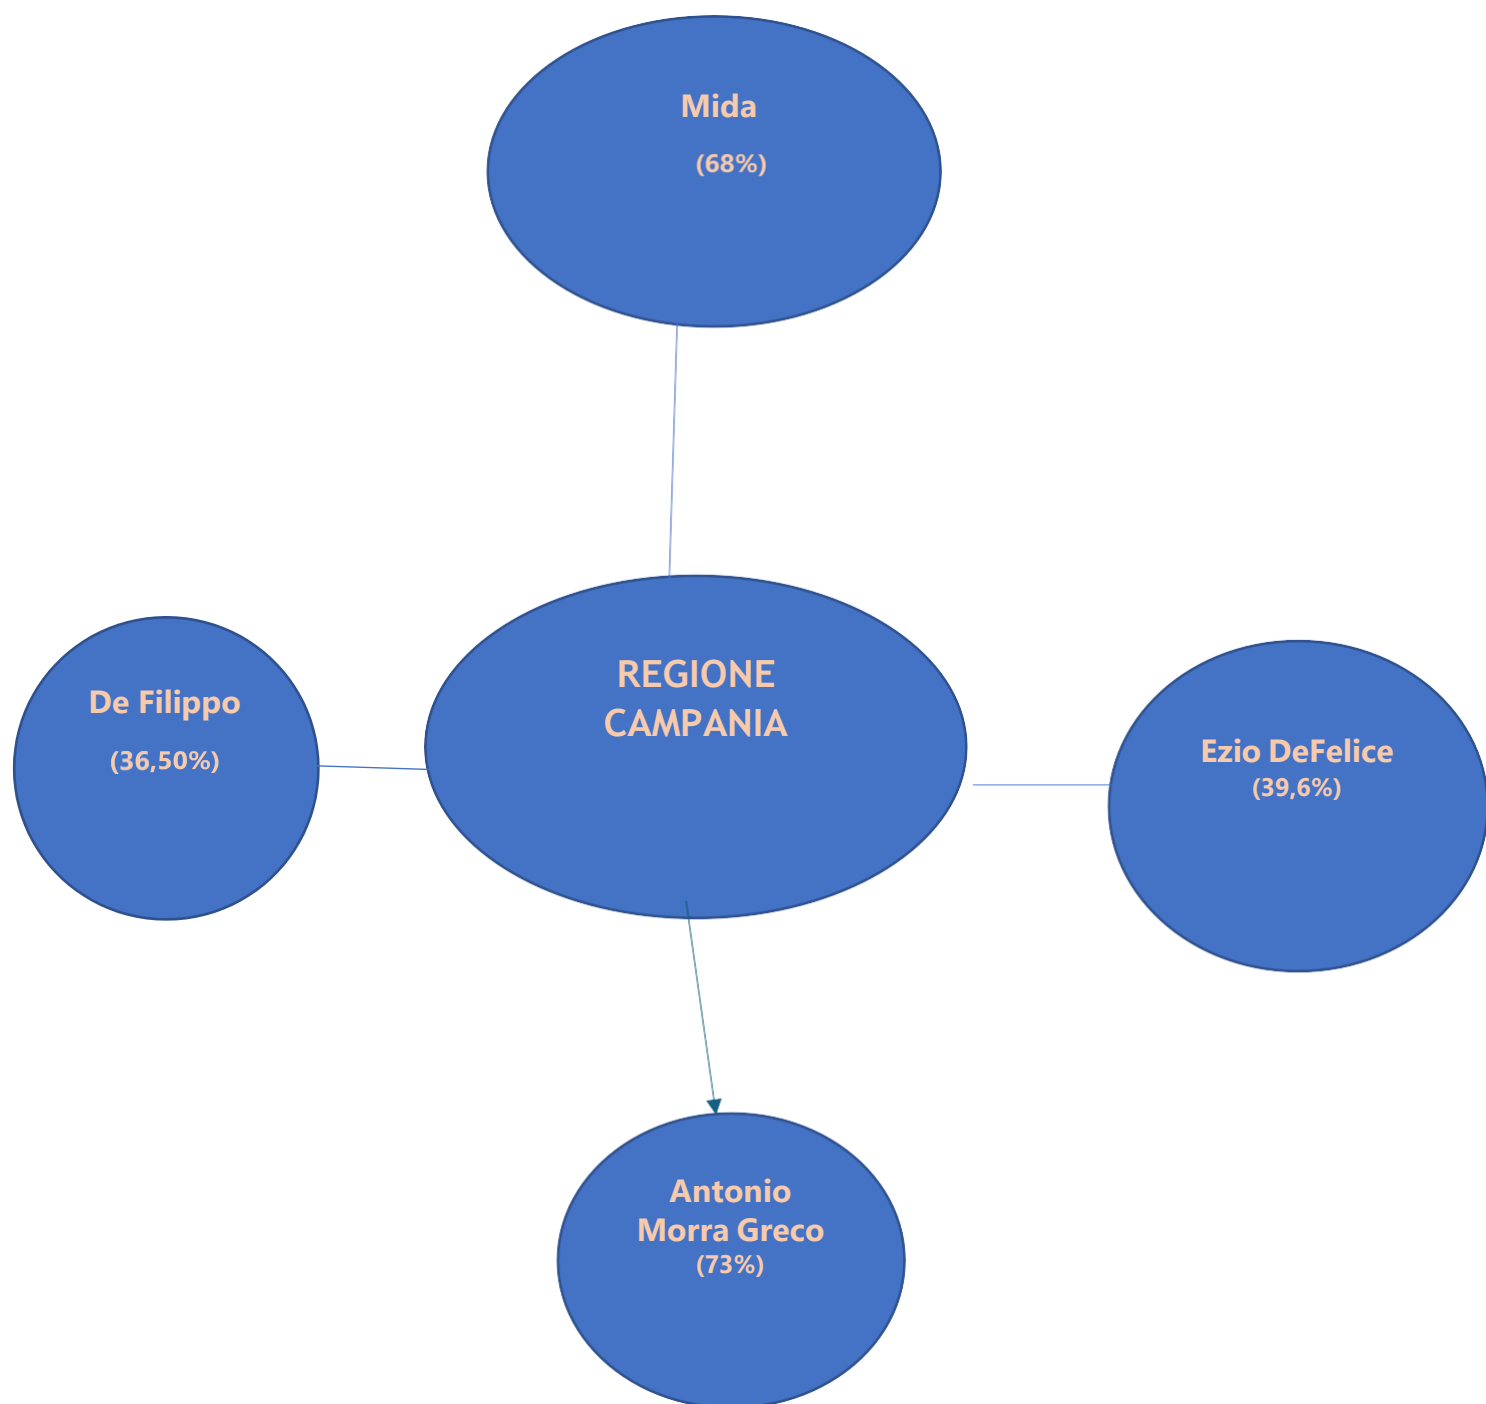 Mida
(68%)
REGIONE
CAMPANIA
De Filippo
(36,50%)
Ezio DeFelice
(39,6%)
Antonio
Morra Greco
(73%)